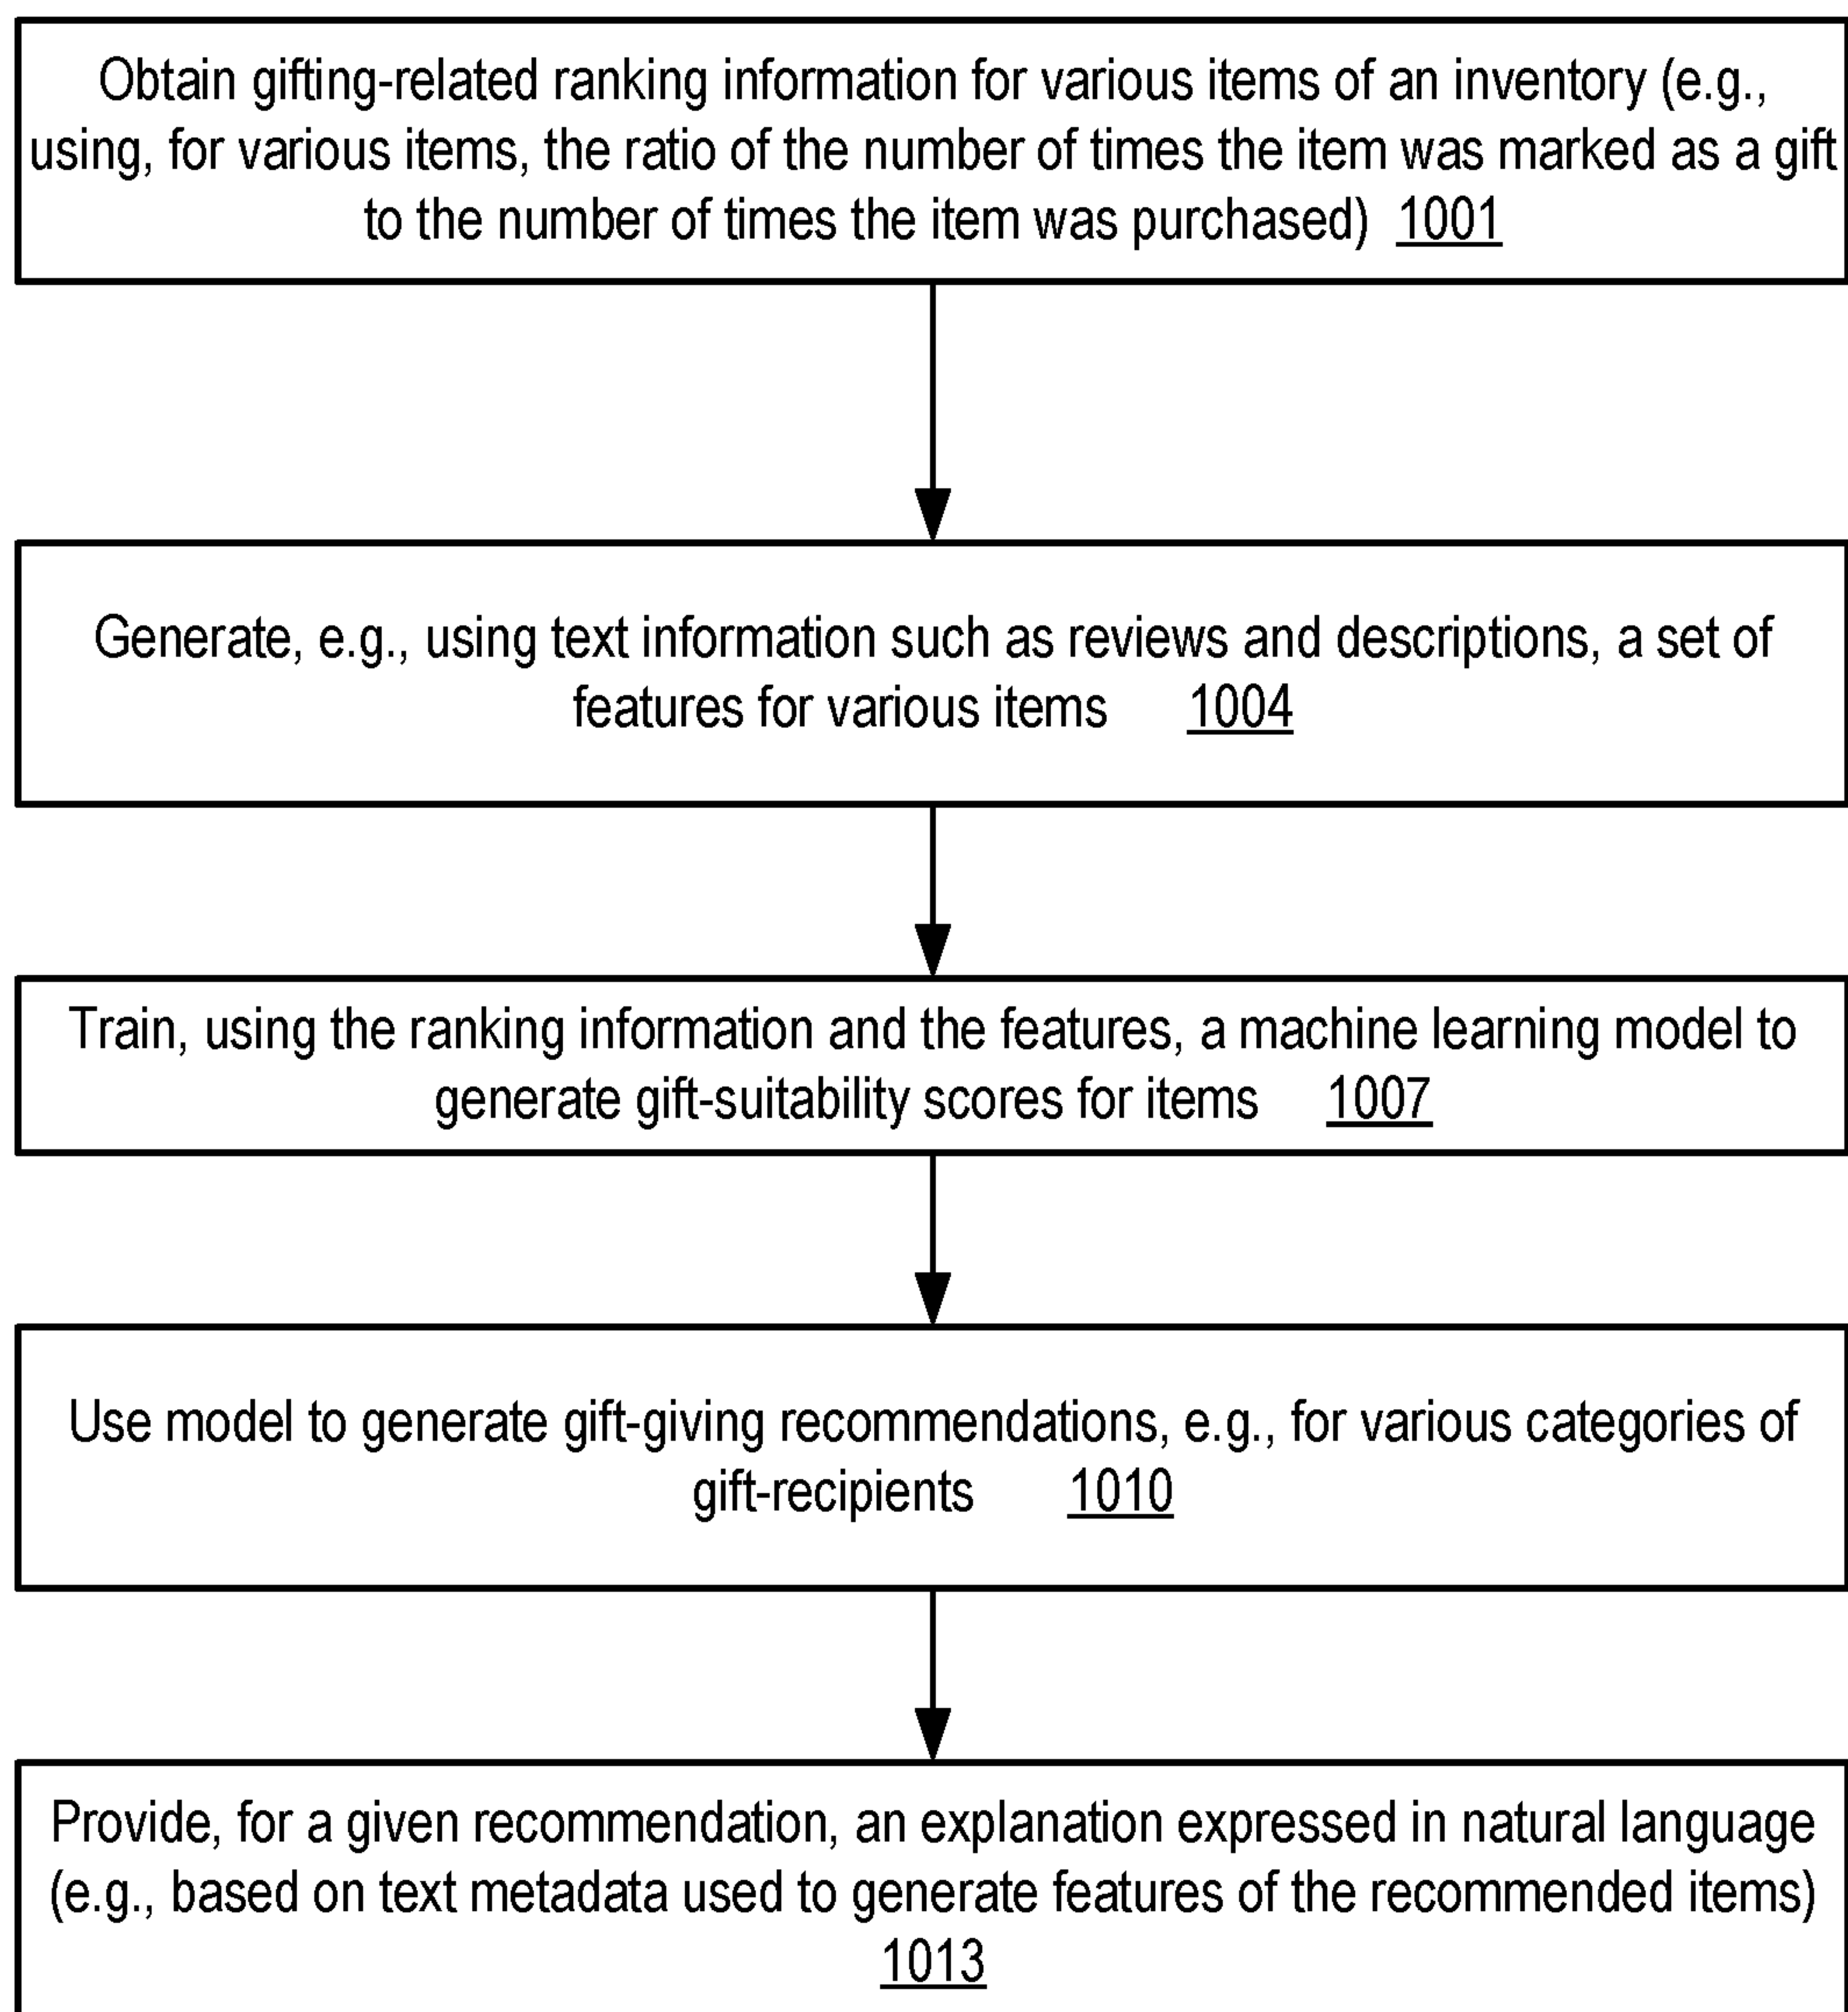 Obtain gifting-related ranking information for various items of an inventory (e.g.,
using, for various items, the ratio of the number of times the item was marked as a gift
to the number of times the item was purchased) 1001
Generate, e.g., using text information such as reviews and descriptions, a set of
features for various items 1004
Train, using the ranking information and the features, a machine learning model to
generate gift-suitability scores for items 1007
Use model to generate gift-giving recommendations, e.g., for various categories of
gift-recipients 1010
Provide, for a given recommendation, an explanation expressed in natural language
(e.g., based on text metadata used to generate features of the recommended items)
1013